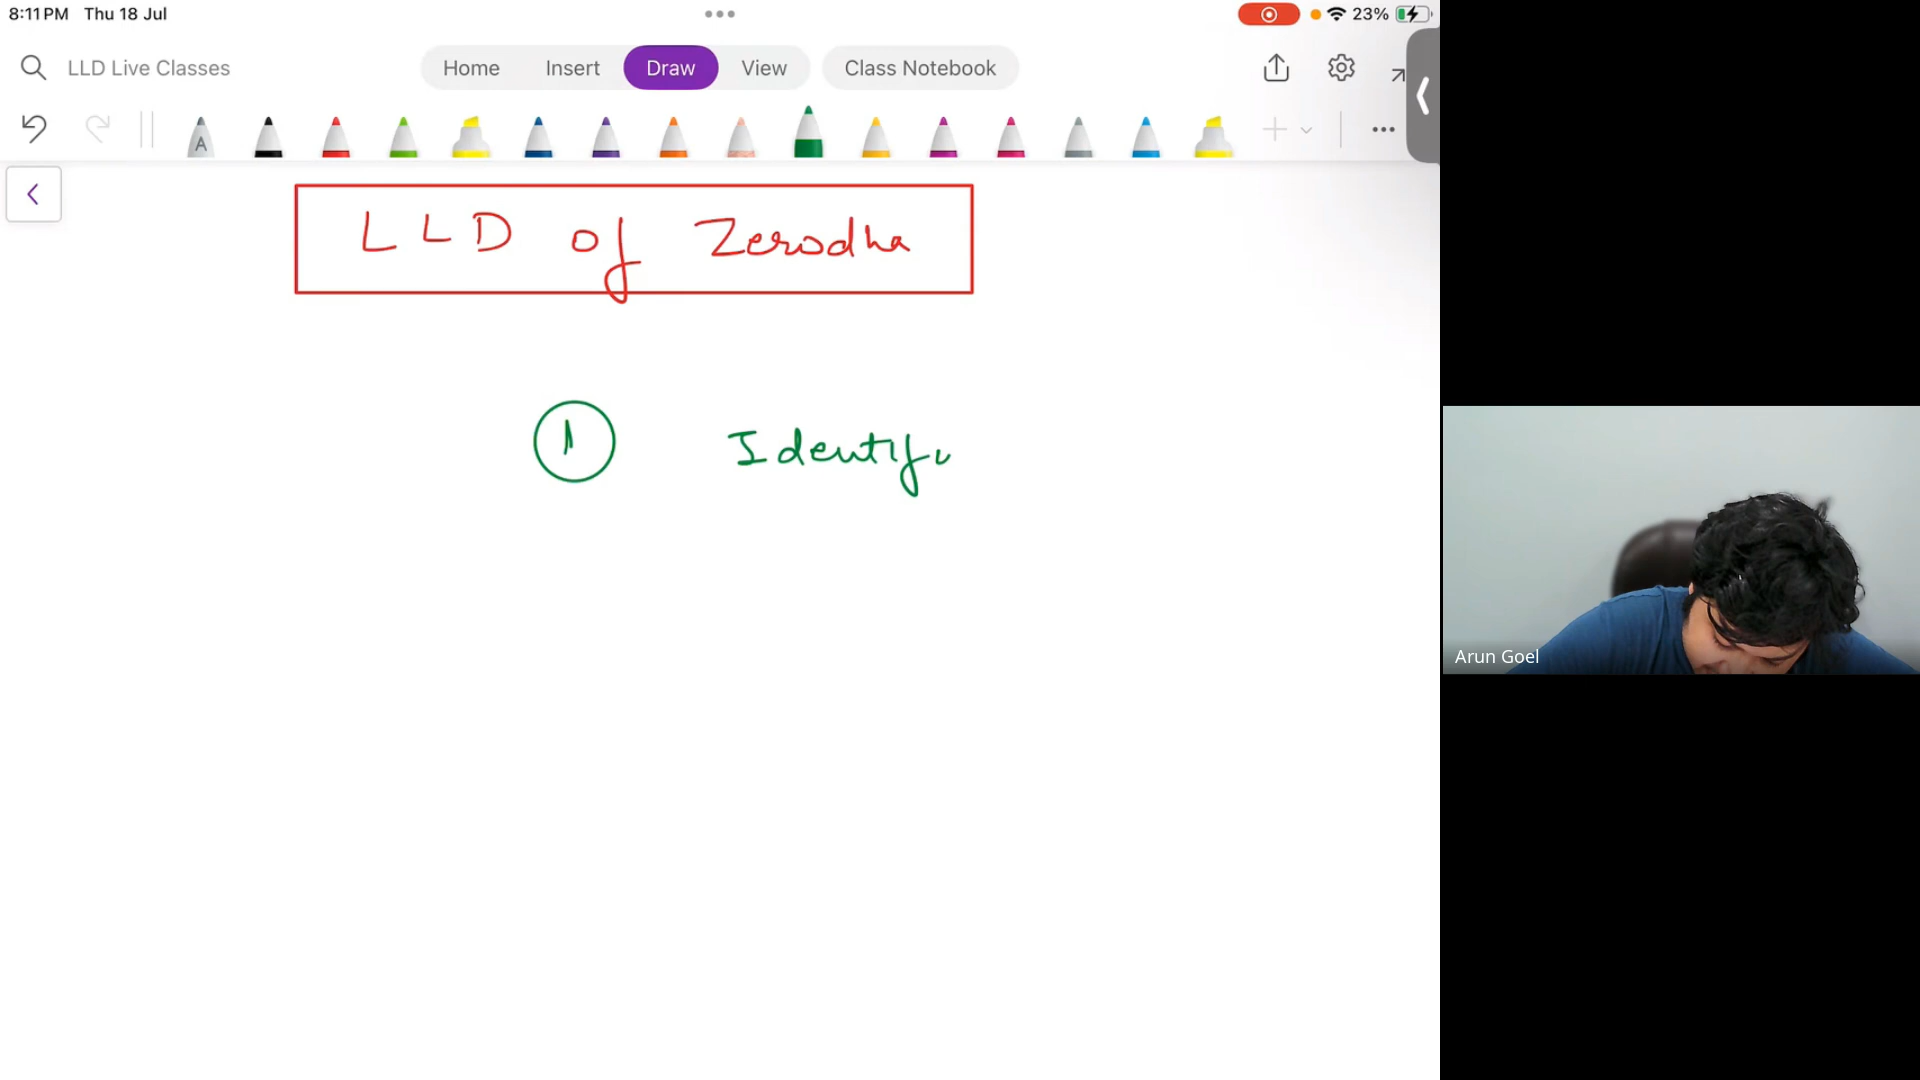 8:11 PM Thu 18 Jul
23%
LLD Live Classes
Home Insert Draw View Class Notebook
A
LLD of Zerodha
1 Identify
Arun Goel